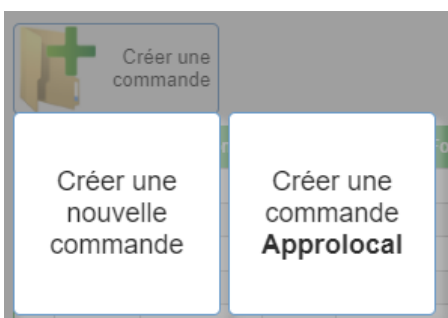 Créer une
commande
Créer une
nouvelle
commande
Créer une
commande
Approlocal